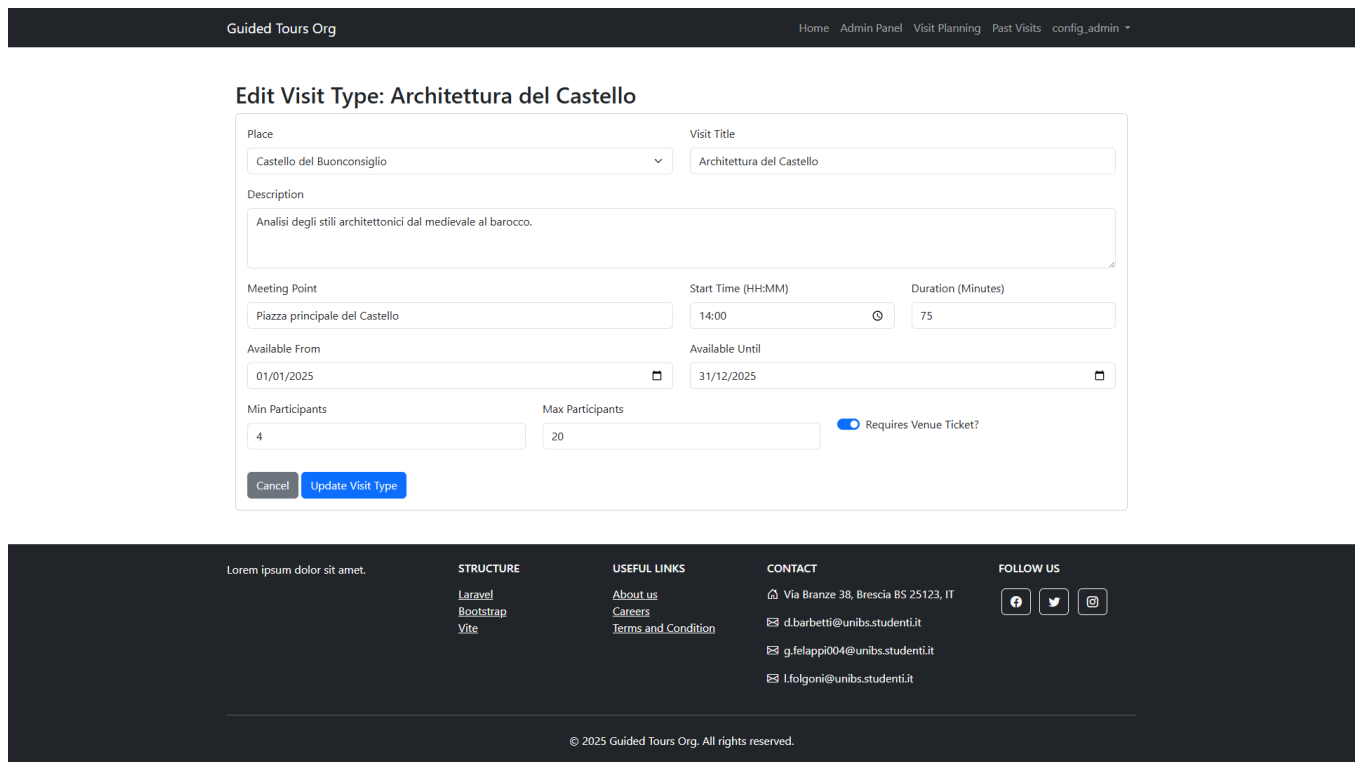 Guided Tours Org
Home Admin Panel Visit Planning Past Visits config_admin
Edit Visit Type: Architettura del Castello
Place
Visit Title
Castello del Buonconsiglio
Architettura del Castello
Description
Analisi degli stili architettonici dal medievale al barocco.
Meeting Point
Start Time (HH:MM)
Duration (Minutes)
Piazza principale del Castello
14:00
75
Available From
Available Until
01/01/2025
31/12/2025
Min Participants
Max Participants
4
20
Requires Venue Ticket?
Cancel
Update Visit Type
Lorem ipsum dolor sit amet.
STRUCTURE
Laravel
Bootstrap
Vite
USEFUL LINKS
About us
Careers
Terms and Condition
CONTACT
Via Branze 38, Brescia BS 25123, IT
d.barbetti@unibs.studenti.it
g.felappi004@unibs.studenti.it
l.folgoni@unibs.studenti.it
FOLLOW US
© 2025 Guided Tours Org. All rights reserved.